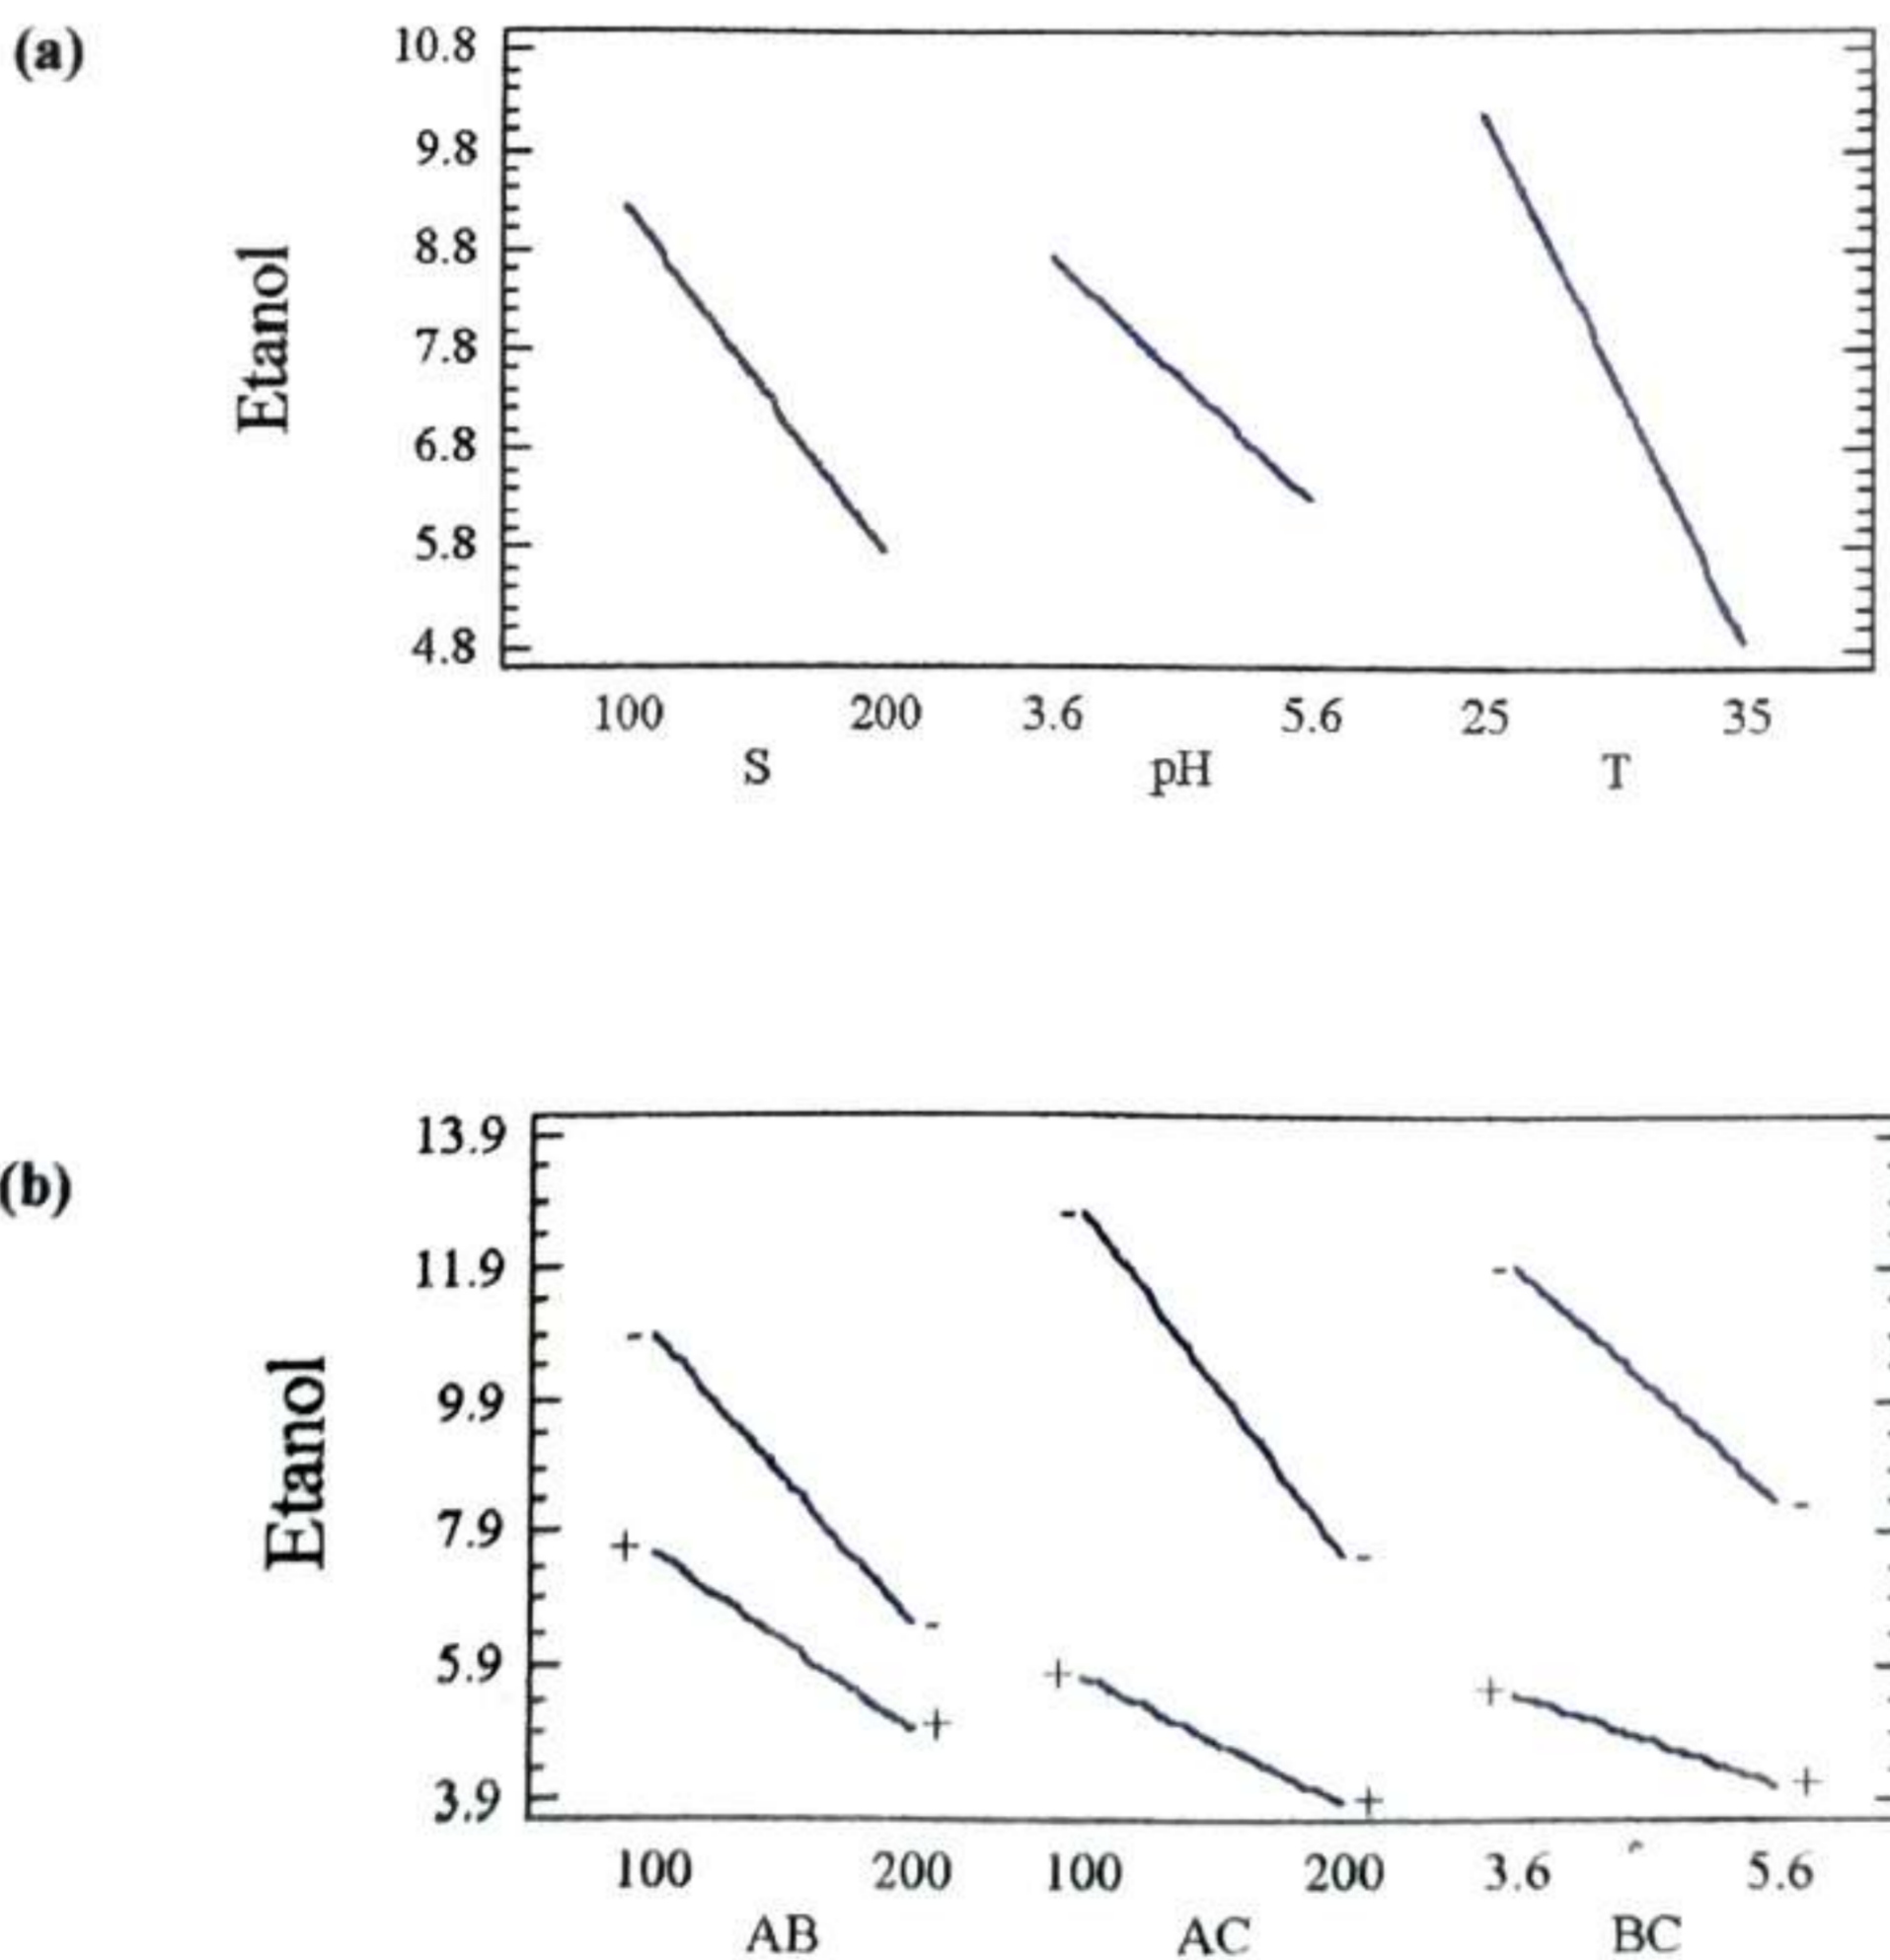 (a)
Etanol
10.8
9.8
8.8
7.8
6.8
5.8
4.8
100 200 3.6 5.6 25 35
S pH T
(b)
Etanol
13.9
11.9
9.9
7.9
5.9
3.9
- -
+ +
- -
+ +
- -
+ +
100 200 100 200 3.6 5.6
AB AC BC